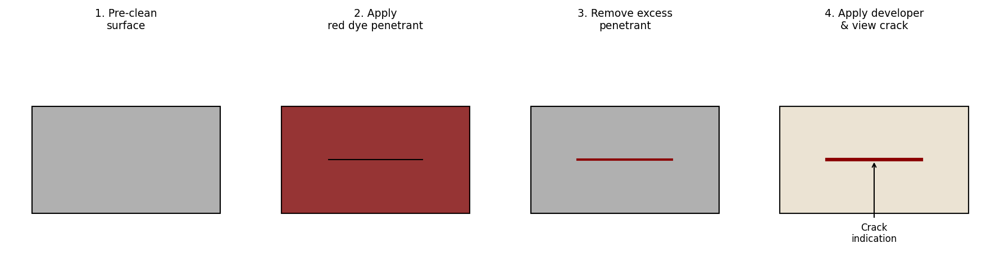 1. Pre-clean
surface
2. Apply
red dye penetrant
3. Remove excess
penetrant
4. Apply developer
& view crack
Crack
indication